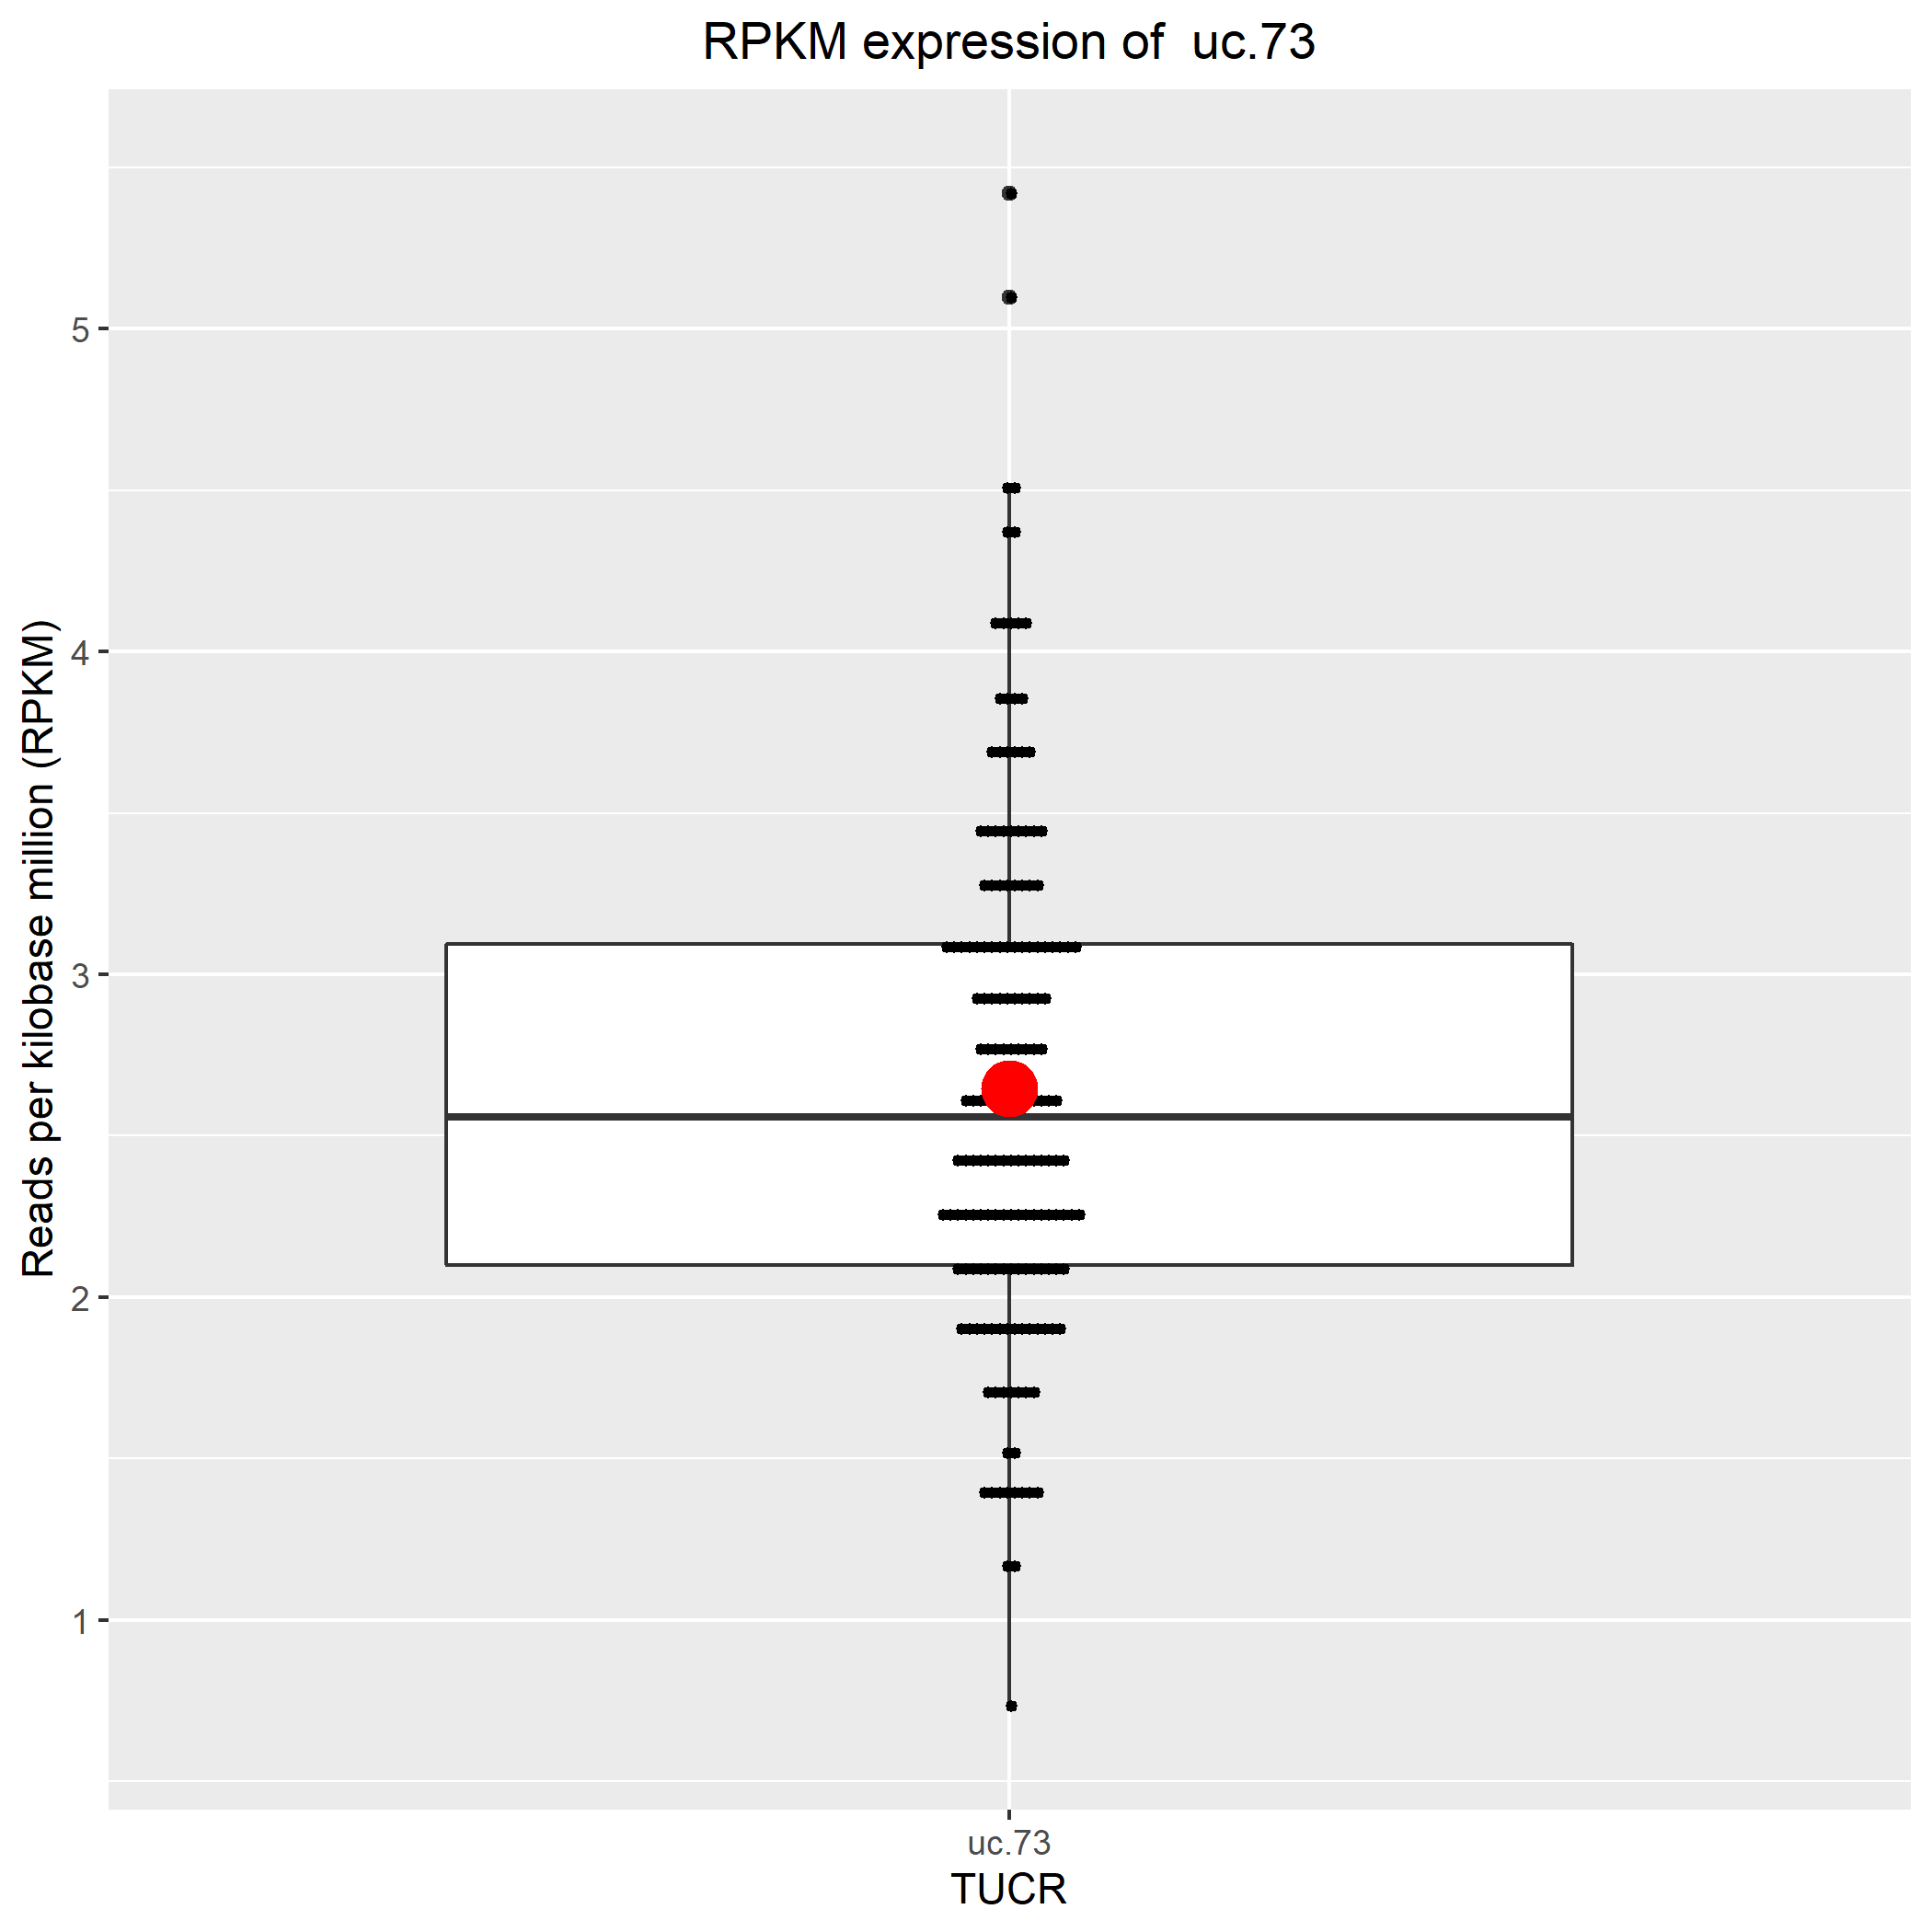 RPKM expression of  uc.73
Reads per kilobase million (RPKM)
5
4
3
2
1
uc.73
TUCR